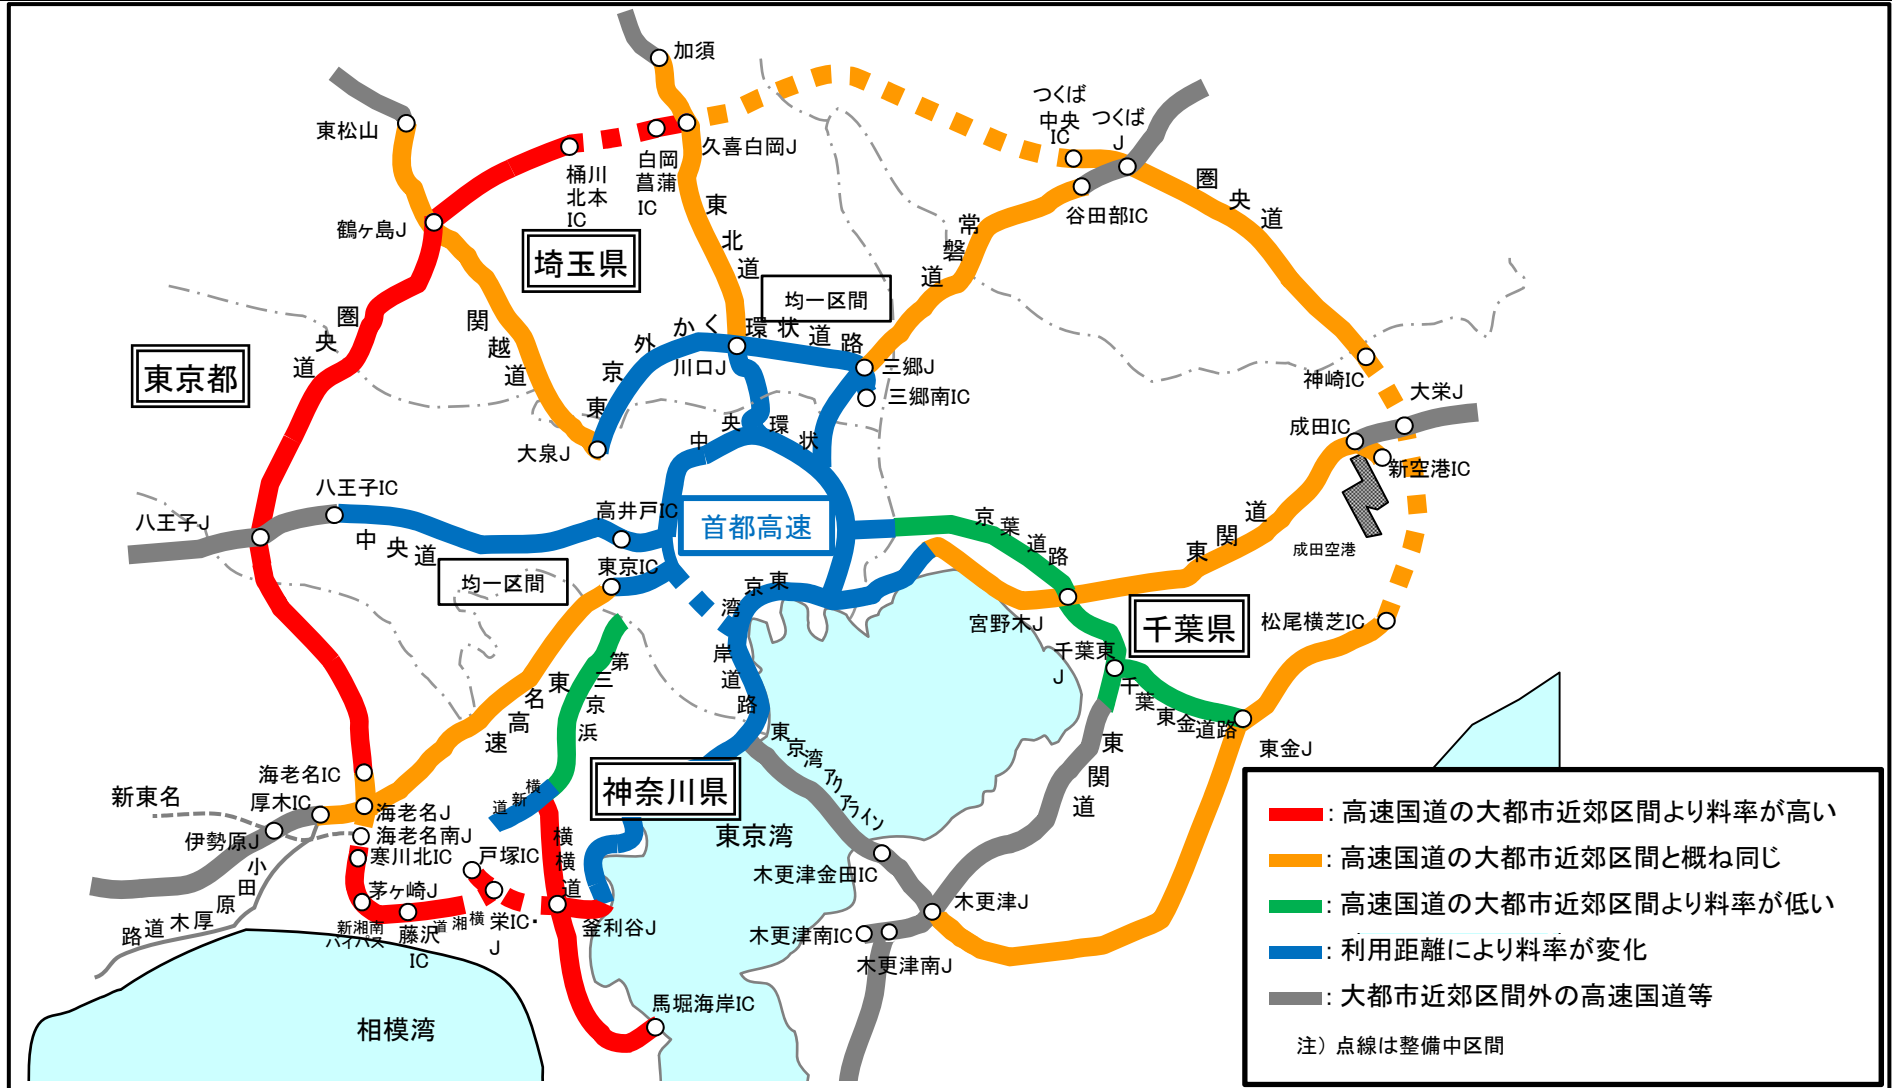 加須
東松山
つくば
中央
IC
つくば
J
久喜白岡J
白岡
菖蒲
IC
桶川
北本
IC
鶴ヶ島J
谷田部IC
圏央道
常磐道
東北道
埼玉県
均一区間
圏央道
関越道
東京外かく環状道路
川口J
三郷J
三郷南IC
東京都
神崎IC
大栄J
成田IC
新空港IC
成田空港
大泉J
中央環状
八王子IC
八王子J
中央道
高井戸IC
首都高速
均一区間
東京IC
京葉道路
東関道
東京湾岸道路
宮野木J
千葉県
松尾横芝IC
千葉東
J
千葉東金道路
東金J
第三京浜
東名高速
東京湾アクアライン
東関道
海老名IC
新東名
厚木IC
海老名J
伊勢原J
海老名南J
寒川北IC
戸塚IC
横新道
神奈川県
東京湾
横横道
小田原厚木道路
茅ヶ崎J
新湘南
バイパス
藤沢
IC
横湘道
栄IC・
J
釜利谷J
木更津金田IC
木更津J
木更津南IC
木更津南J
馬堀海岸IC
相模湾
：高速国道の大都市近郊区間より料率が高い
：高速国道の大都市近郊区間と概ね同じ
：高速国道の大都市近郊区間より料率が低い
：利用距離により料率が変化
：大都市近郊区間外の高速国道等
注）点線は整備中区間